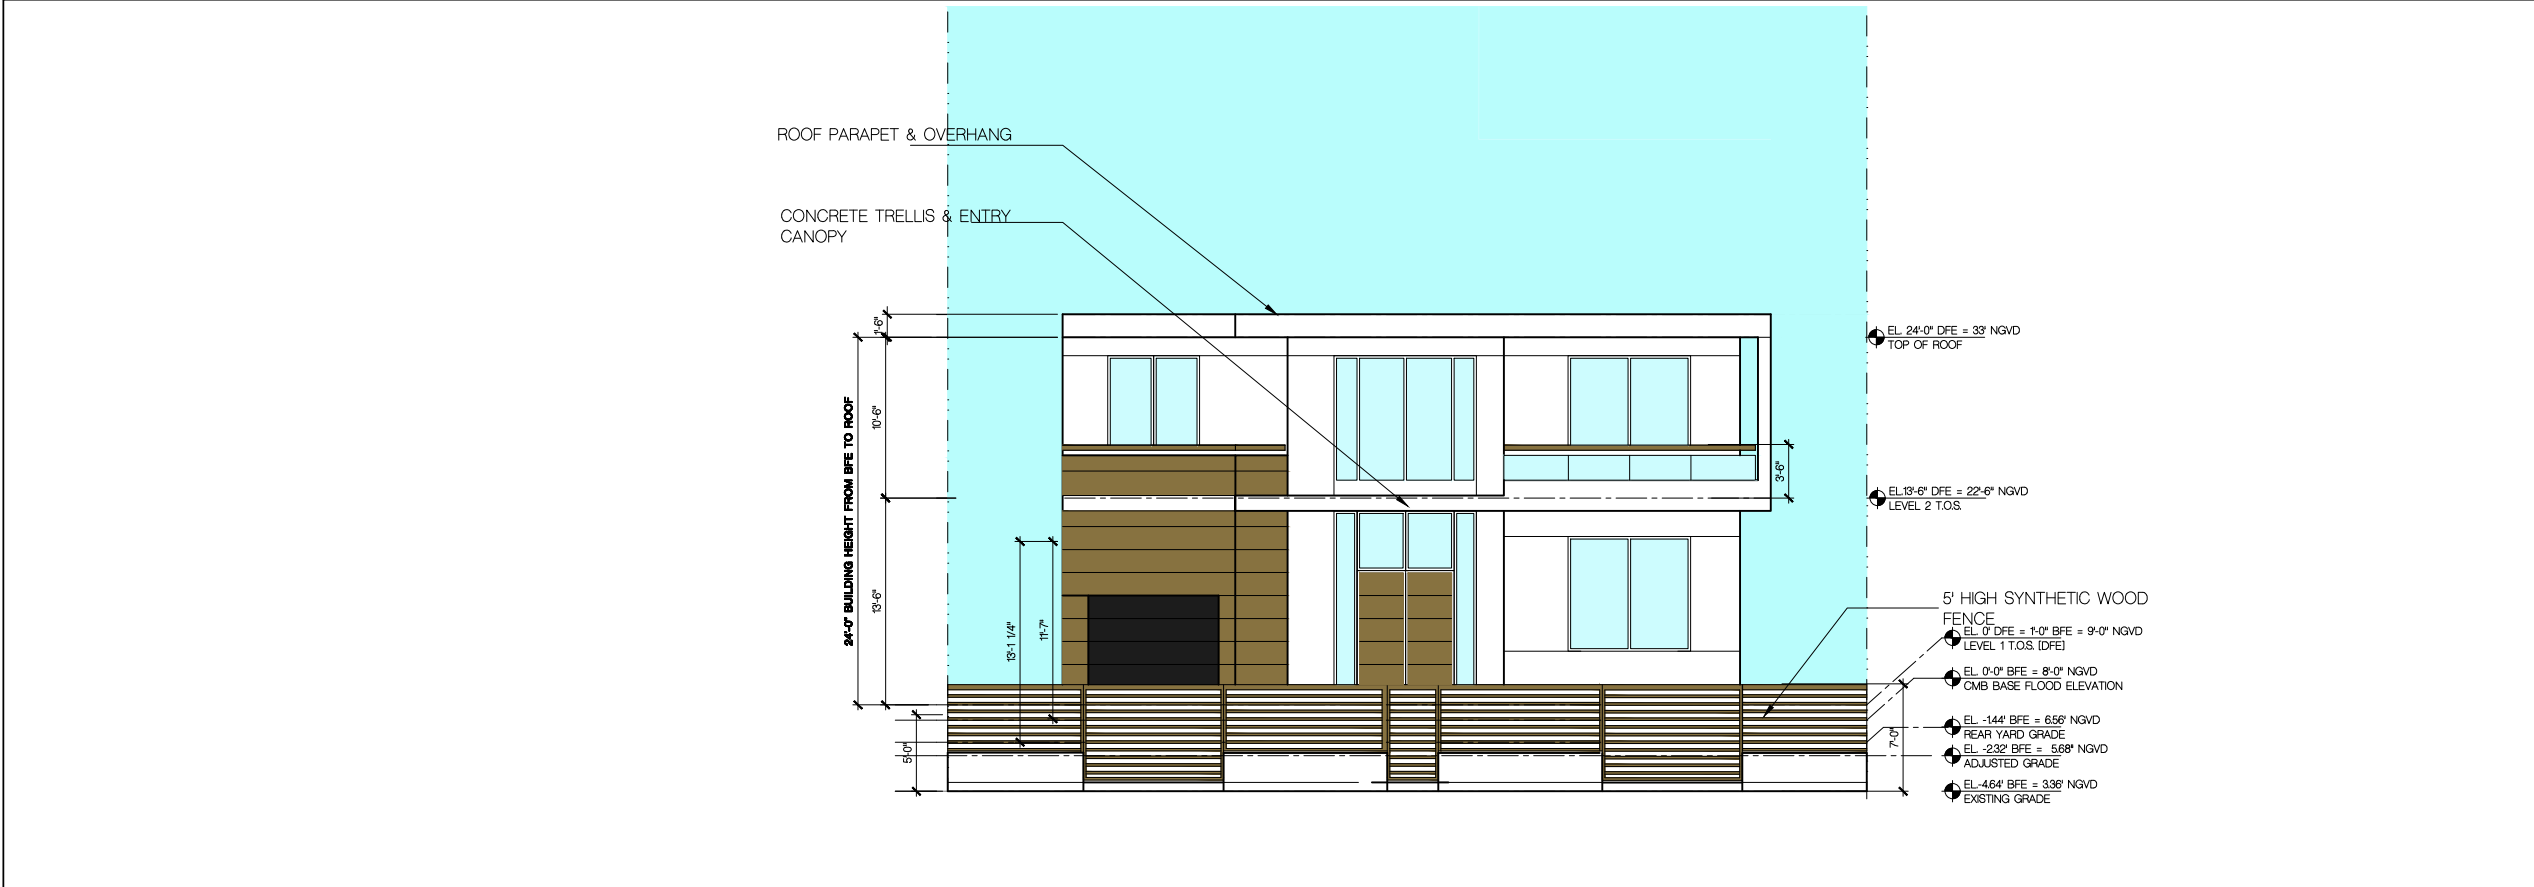 ROOF PARAPET & OVERHANG
CONCRETE TRELLIS & ENTRY
CANOPY
1'-6"
10'-6"
13'-6"
24'-0" BUILDING HEIGHT FROM BFE TO ROOF
13'-1 1/4"
11'-7"
5'-0"
3'-6"
7'-0"
EL. 24'-0" DFE = 33' NGVD
TOP OF ROOF
EL.13'-6" DFE = 22'-6" NGVD
LEVEL 2 T.O.S.
5' HIGH SYNTHETIC WOOD
FENCE
EL. 0' DFE = 1'-0" BFE = 9'-0" NGVD
LEVEL 1 T.O.S. [DFE]
EL. 0'-0" BFE = 8'-0" NGVD
CMB BASE FLOOD ELEVATION
EL. -1.44' BFE = 6.56' NGVD
REAR YARD GRADE
EL. -2.32' BFE = 5.68" NGVD
ADJUSTED GRADE
EL.-4.64' BFE = 3.36' NGVD
EXISTING GRADE